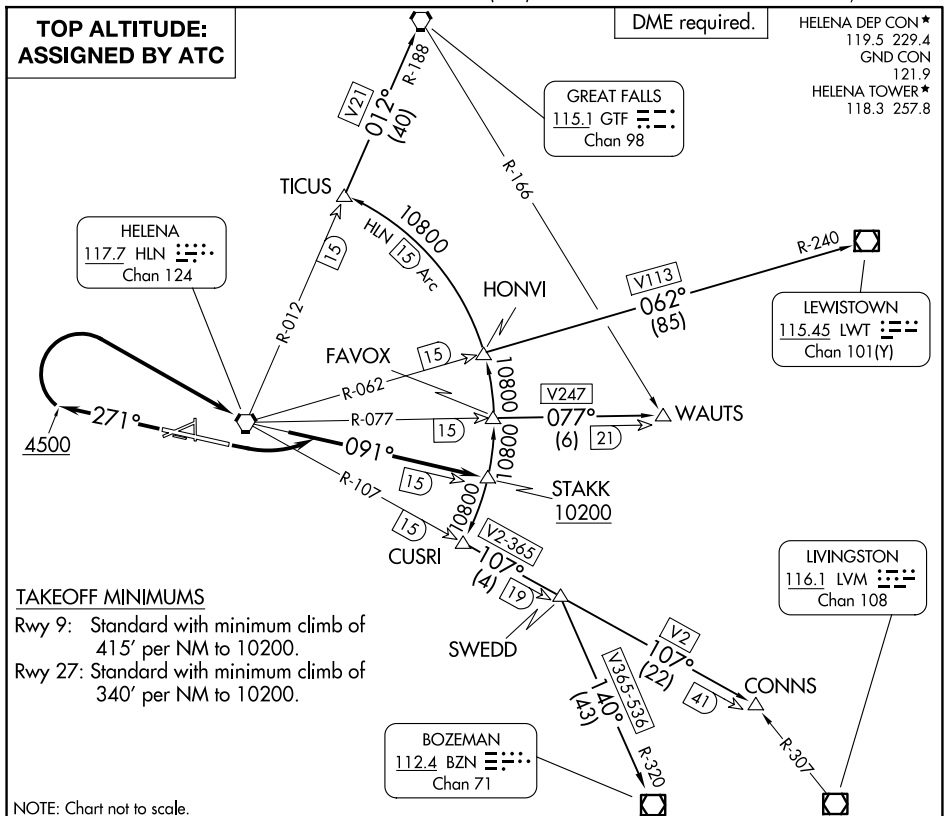 TOP ALTITUDE:
ASSIGNED BY ATC
DME required.
HELENA DEP CON★
119.5 229.4
GND CON
121.9
HELENA TOWER★
118.3 257.8
R-188
V21
012°
(40)
GREAT FALLS
115.1 GTF
Chan 98
R-166
TICUS
HELENA
117.7 HLN
Chan 124
15
10800
HLN 15 Arc
R-012
HONVI
R-240
V113
062°
(85)
LEWISTOWN
115.45 LWT
Chan 101(Y)
FAVOX
15
R-062
10800
V247
R-077
077°
WAUTS
15
(6)
21
271°
4500
091°
10800
15
STAKK
10200
R-107
10800
15
CUSRI
V2-365
107°
(4)
19
LIVINGSTON
116.1 LVM
Chan 108
TAKEOFF MINIMUMS
Rwy 9: Standard with minimum climb of
415' per NM to 10200.
Rwy 27: Standard with minimum climb of
340' per NM to 10200.
SWEDD
V2
107°
(22)
41
CONNS
V365-536
140°
(43)
R-307
BOZEMAN
112.4 BZN
Chan 71
R-320
NOTE: Chart not to scale.